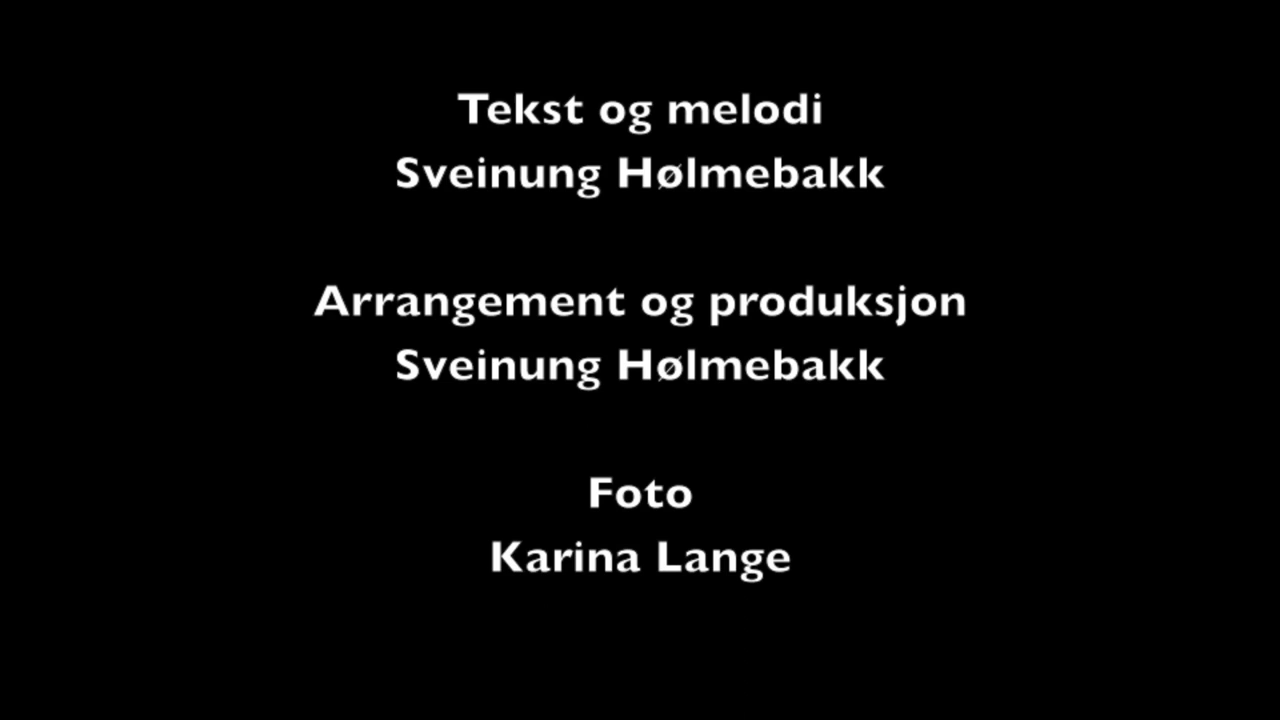 Tekst og melodi
Sveinung Hølmebakk
Arrangement og produksjon
Sveinung Hølmebakk
Foto
Karina Lange